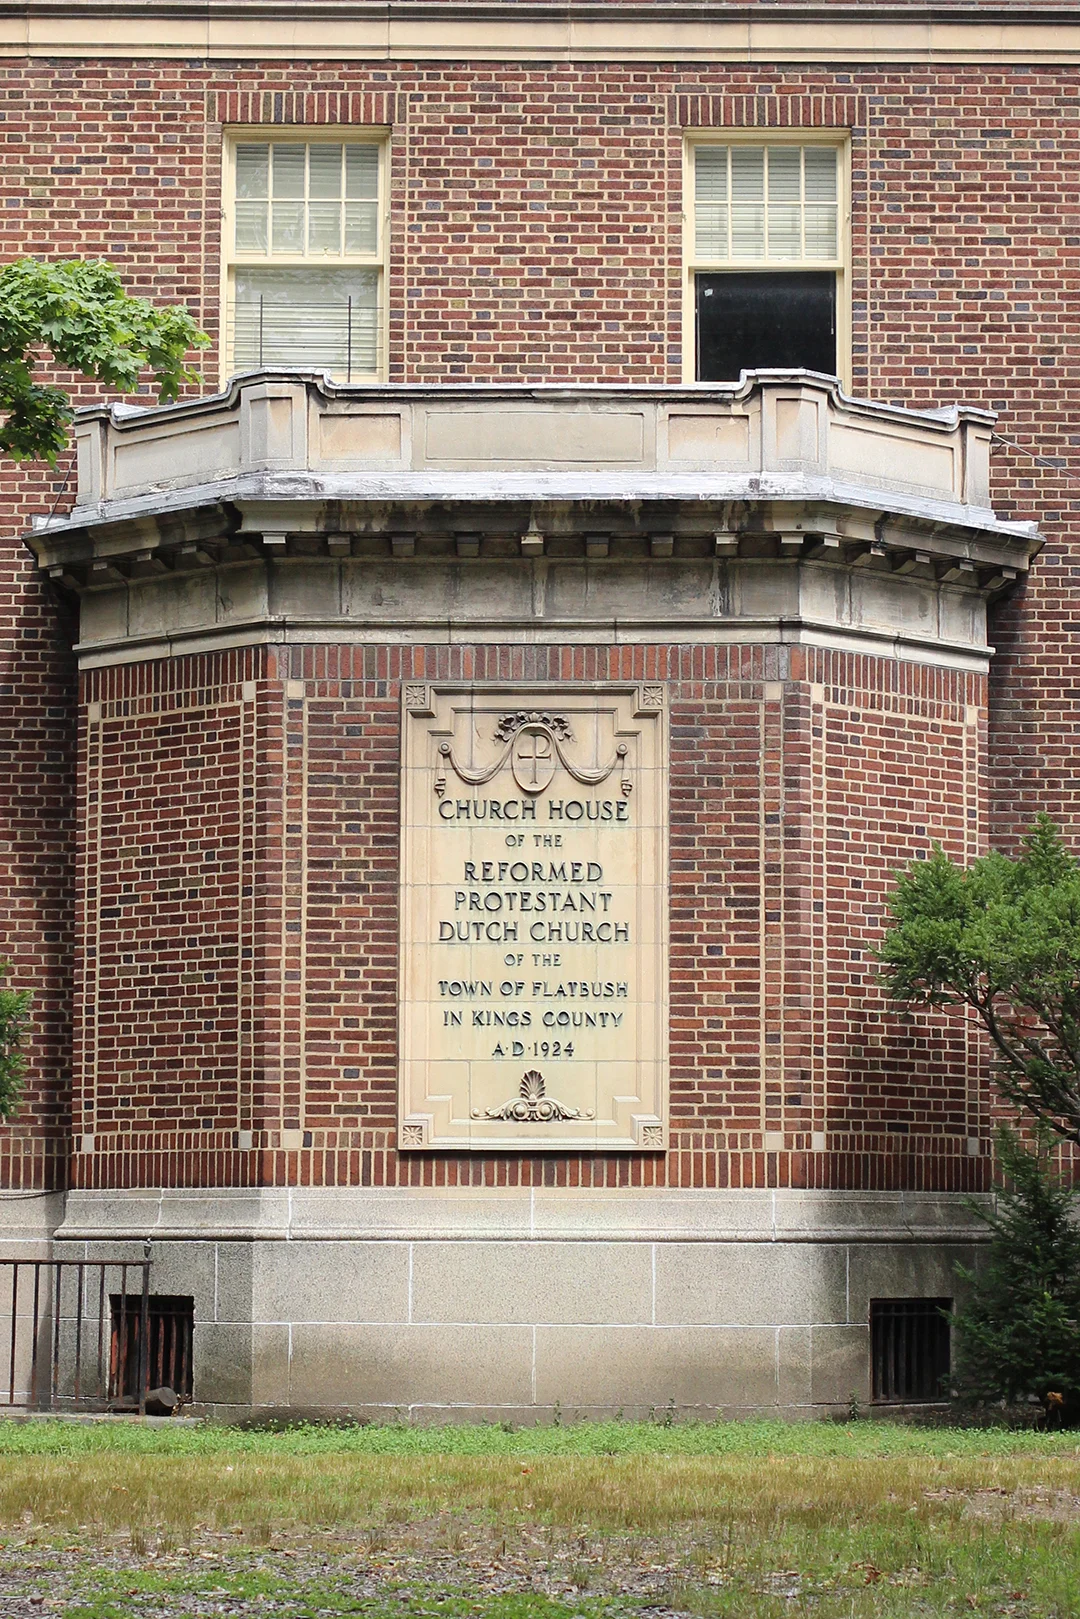 CHURCH HOUSE
OF THE
REFORMED
PROTESTANT
DUTCH CHURCH
OF THE
TOWN OF FLATBUSH
IN KINGS COUNTY
A·D·1924